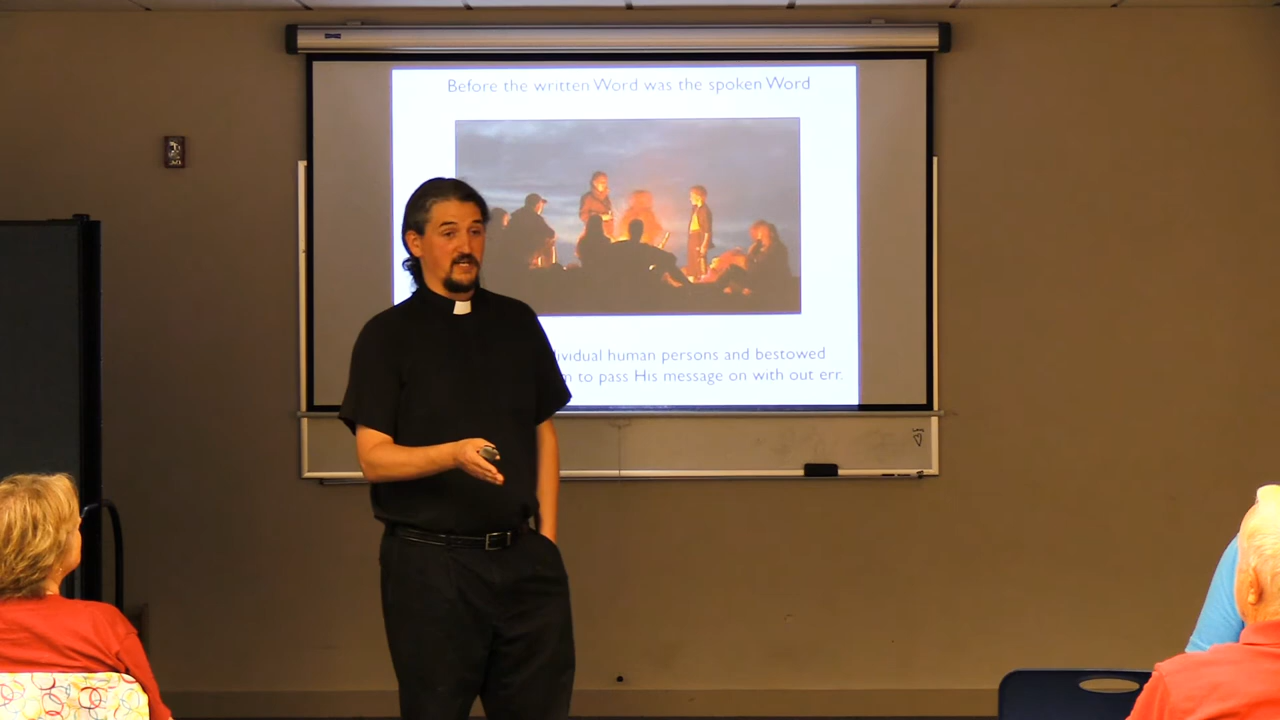 Before the written Word was the spoken Word
ividual human persons and bestowed
m to pass His message on with out err.